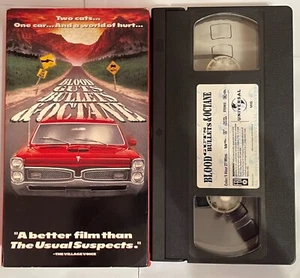 Two cats...
One car... And a world of hurt...
BLOOD
GUTS
BULLETS
& OCTANE
"A better film than
The Usual Suspects."
-THE VILLAGE VOICE
BLOOD GUTS BULLETS & OCTANE
UNIVERSAL